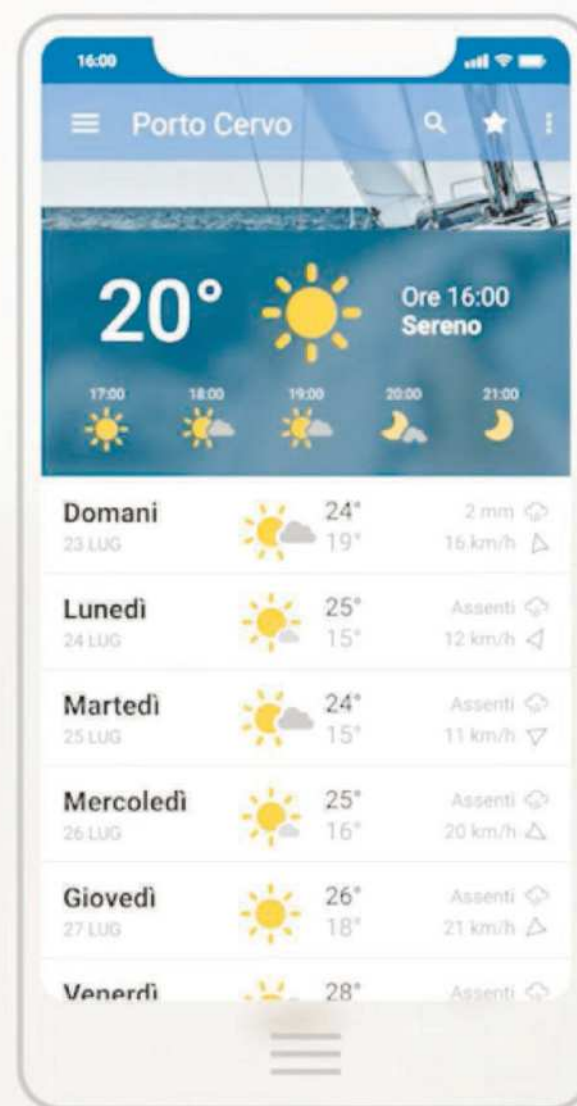 16:00
Porto Cervo
20°
Ore 16:00
Sereno
17:00 18:00 19:00 20:00 21:00
Domani 24° 2 mm
23 LUG 19° 16 km/h
Lunedì 25° Assenti
24 LUG 15° 12 km/h
Martedì 24° Assenti
25 LUG 15° 11 km/h
Mercoledì 25° Assenti
26 LUG 16° 20 km/h
Giovedì 26° Assenti
27 LUG 18° 21 km/h
Venerdì 28° Assenti